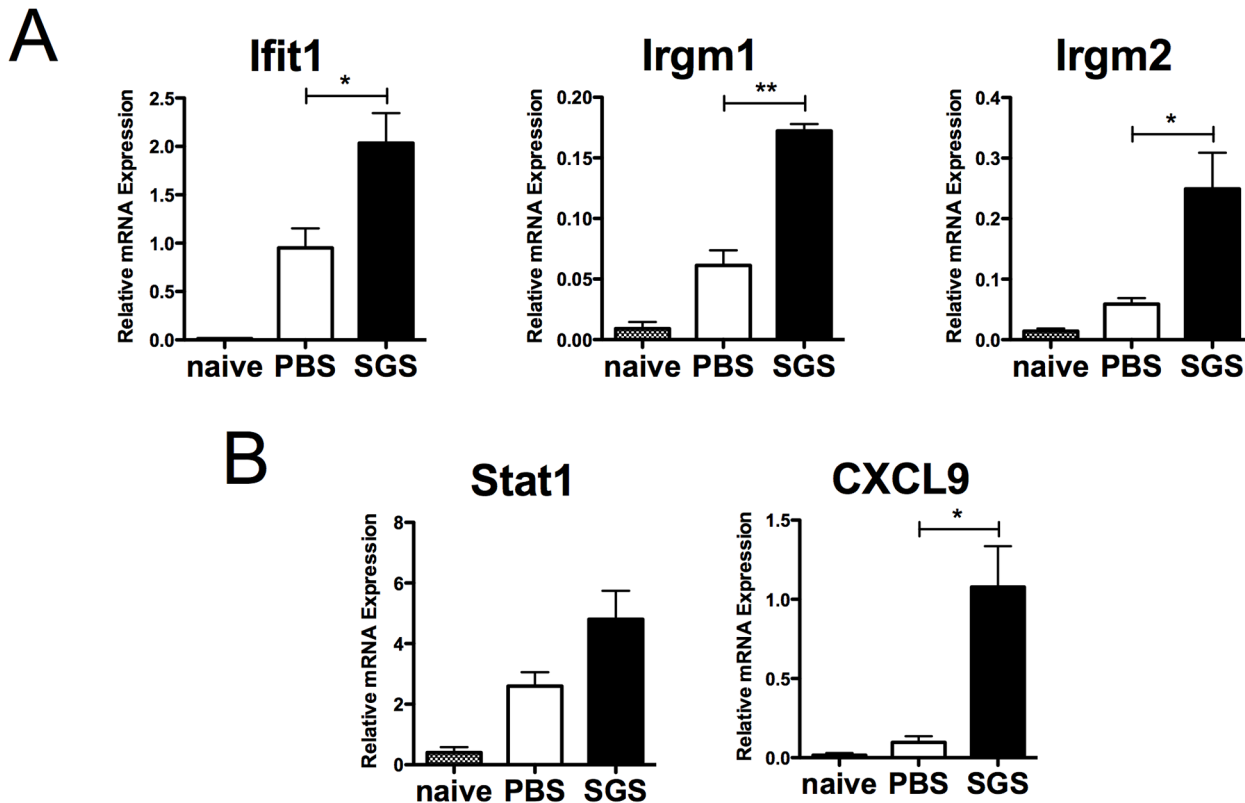 A
Ifit1
Irgm1
Irgm2
*
**
*
Relative mRNA Expression
2.5
2.0
1.5
1.0
0.5
0.0
naive PBS SGS
Relative mRNA Expression
0.20
0.15
0.10
0.05
0.00
naive PBS SGS
Relative mRNA Expression
0.4
0.3
0.2
0.1
0.0
naive PBS SGS
B
Stat1
CXCL9
*
Relative mRNA Expression
8
6
4
2
0
naive PBS SGS
Relative mRNA Expression
1.5
1.0
0.5
0.0
naive PBS SGS